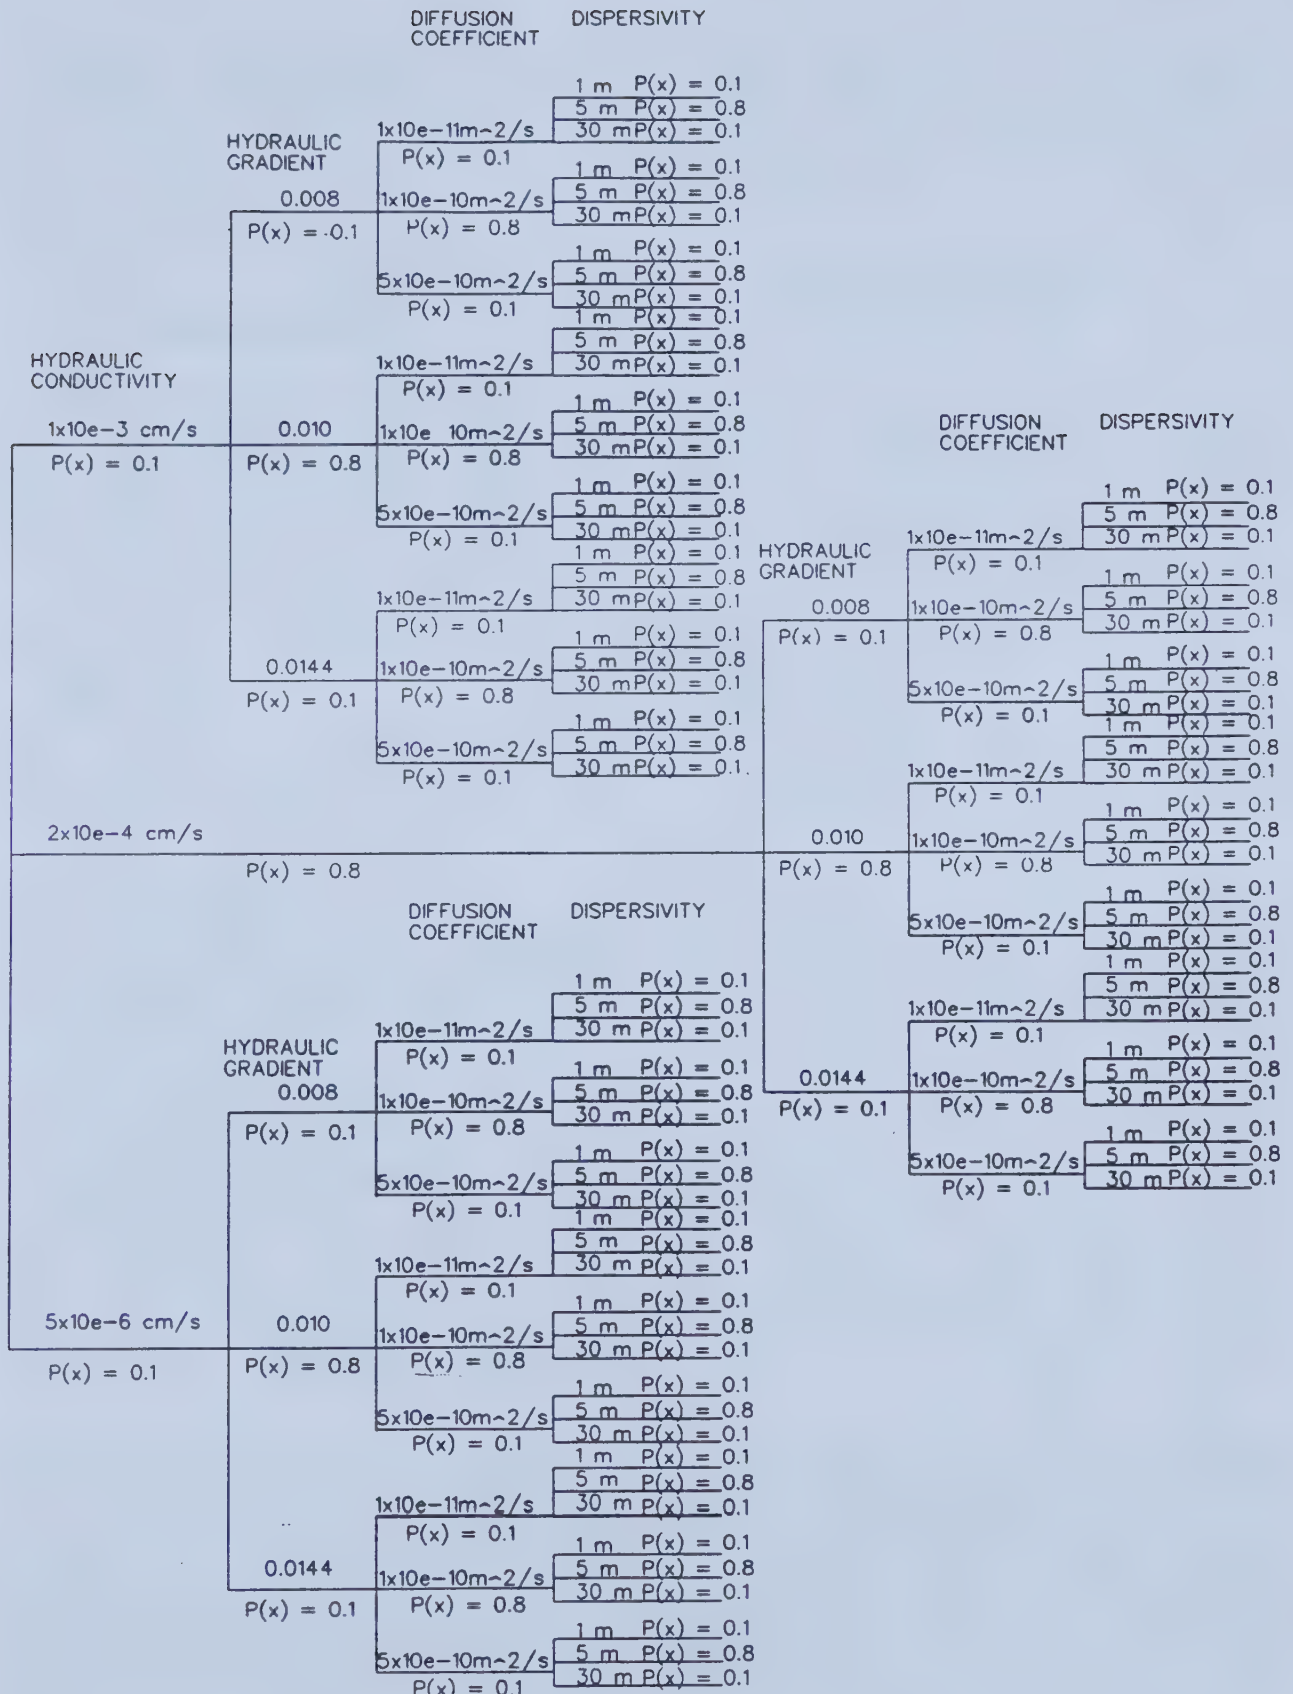 DIFFUSION
COEFFICIENT
DISPERSIVITY
HYDRAULIC
GRADIENT
HYDRAULIC
CONDUCTIVITY
1x10e-3 cm/s
P(x) = 0.1
0.008
P(x) = 0.1
1x10e-11m~2/s
P(x) = 0.1
1 m P(x) = 0.1
5 m P(x) = 0.8
30 m P(x) = 0.1
1x10e-10m~2/s
P(x) = 0.8
1 m P(x) = 0.1
5 m P(x) = 0.8
30 m P(x) = 0.1
5x10e-10m~2/s
P(x) = 0.1
1 m P(x) = 0.1
5 m P(x) = 0.8
30 m P(x) = 0.1
0.010
P(x) = 0.8
1x10e-11m~2/s
P(x) = 0.1
1 m P(x) = 0.1
5 m P(x) = 0.8
30 m P(x) = 0.1
1x10e 10m~2/s
P(x) = 0.8
1 m P(x) = 0.1
5 m P(x) = 0.8
30 m P(x) = 0.1
5x10e-10m~2/s
P(x) = 0.1
1 m P(x) = 0.1
5 m P(x) = 0.8
30 m P(x) = 0.1
0.0144
P(x) = 0.1
1x10e-11m~2/s
P(x) = 0.1
1 m P(x) = 0.1
5 m P(x) = 0.8
30 m P(x) = 0.1
1x10e-10m~2/s
P(x) = 0.8
1 m P(x) = 0.1
5 m P(x) = 0.8
30 m P(x) = 0.1
5x10e-10m~2/s
P(x) = 0.1
1 m P(x) = 0.1
5 m P(x) = 0.8
30 m P(x) = 0.1
2x10e-4 cm/s
P(x) = 0.8
DIFFUSION
COEFFICIENT
DISPERSIVITY
HYDRAULIC
GRADIENT
0.008
P(x) = 0.1
1x10e-11m~2/s
P(x) = 0.1
1 m P(x) = 0.1
5 m P(x) = 0.8
30 m P(x) = 0.1
1x10e-10m~2/s
P(x) = 0.8
1 m P(x) = 0.1
5 m P(x) = 0.8
30 m P(x) = 0.1
5x10e-10m~2/s
P(x) = 0.1
1 m P(x) = 0.1
5 m P(x) = 0.8
30 m P(x) = 0.1
0.010
P(x) = 0.8
1x10e-11m~2/s
P(x) = 0.1
1 m P(x) = 0.1
5 m P(x) = 0.8
30 m P(x) = 0.1
1x10e-10m~2/s
P(x) = 0.8
1 m P(x) = 0.1
5 m P(x) = 0.8
30 m P(x) = 0.1
5x10e-10m~2/s
P(x) = 0.1
1 m P(x) = 0.1
5 m P(x) = 0.8
30 m P(x) = 0.1
0.0144
P(x) = 0.1
1x10e-11m~2/s
P(x) = 0.1
1 m P(x) = 0.1
5 m P(x) = 0.8
30 m P(x) = 0.1
1x10e-10m~2/s
P(x) = 0.8
1 m P(x) = 0.1
5 m P(x) = 0.8
30 m P(x) = 0.1
5x10e-10m~2/s
P(x) = 0.1
1 m P(x) = 0.1
5 m P(x) = 0.8
30 m P(x) = 0.1
DIFFUSION
COEFFICIENT
DISPERSIVITY
HYDRAULIC
GRADIENT
5x10e-6 cm/s
P(x) = 0.1
0.008
P(x) = 0.1
1x10e-11m~2/s
P(x) = 0.1
1 m P(x) = 0.1
5 m P(x) = 0.8
30 m P(x) = 0.1
1x10e-10m~2/s
P(x) = 0.8
1 m P(x) = 0.1
5 m P(x) = 0.8
30 m P(x) = 0.1
5x10e-10m~2/s
P(x) = 0.1
1 m P(x) = 0.1
5 m P(x) = 0.8
30 m P(x) = 0.1
0.010
P(x) = 0.8
1x10e-11m~2/s
P(x) = 0.1
1 m P(x) = 0.1
5 m P(x) = 0.8
30 m P(x) = 0.1
1x10e-10m~2/s
P(x) = 0.8
1 m P(x) = 0.1
5 m P(x) = 0.8
30 m P(x) = 0.1
5x10e-10m~2/s
P(x) = 0.1
1 m P(x) = 0.1
5 m P(x) = 0.8
30 m P(x) = 0.1
0.0144
P(x) = 0.1
1x10e-11m~2/s
P(x) = 0.1
1 m P(x) = 0.1
5 m P(x) = 0.8
30 m P(x) = 0.1
1x10e-10m~2/s
P(x) = 0.8
1 m P(x) = 0.1
5 m P(x) = 0.8
30 m P(x) = 0.1
5x10e-10m~2/s
P(x) = 0.1
1 m P(x) = 0.1
5 m P(x) = 0.8
30 m P(x) = 0.1